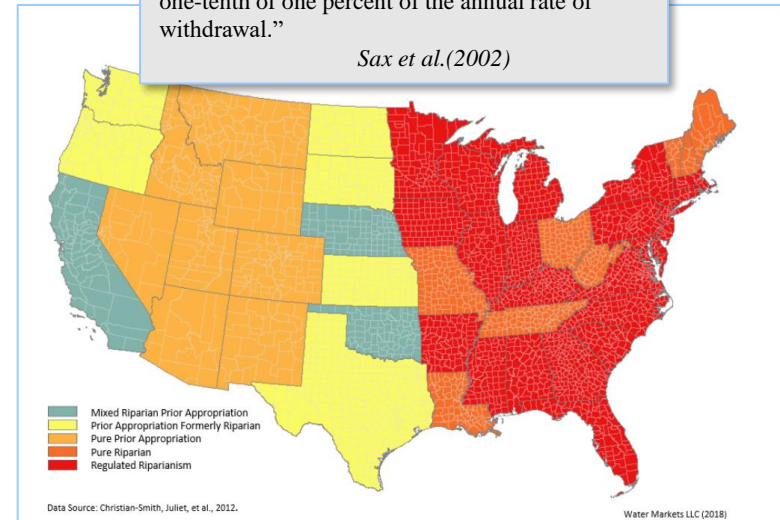 one-tenth of one percent of the annual rate of
withdrawal.”
Sax et al.(2002)
Mixed Riparian Prior Appropriation
Prior Appropriation Formerly Riparian
Pure Prior Appropriation
Pure Riparian
Regulated Riparianism
Data Source: Christian-Smith, Juliet, et al., 2012.
Water Markets LLC (2018)